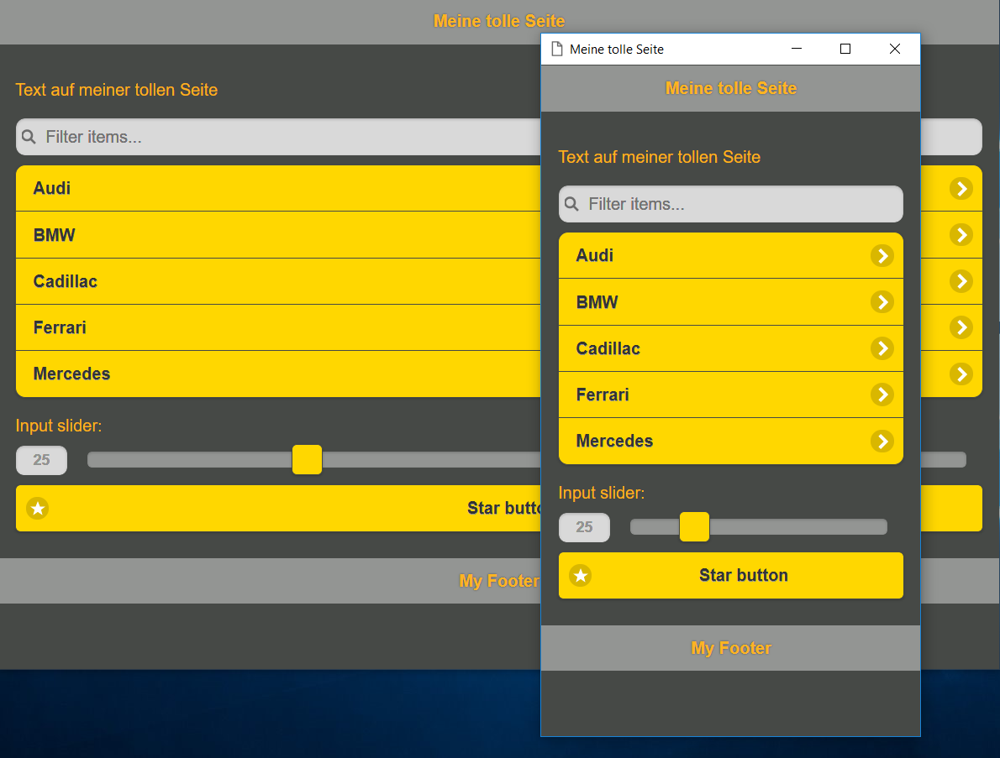 Meine tolle Seite
Text auf meiner tollen Seite
Filter items...
Audi
BMW
Cadillac
Ferrari
Mercedes
Input slider:
25
Star butto
My Footer
Meine tolle Seite
Meine tolle Seite
Text auf meiner tollen Seite
Filter items...
Audi
BMW
Cadillac
Ferrari
Mercedes
Input slider:
25
Star button
My Footer